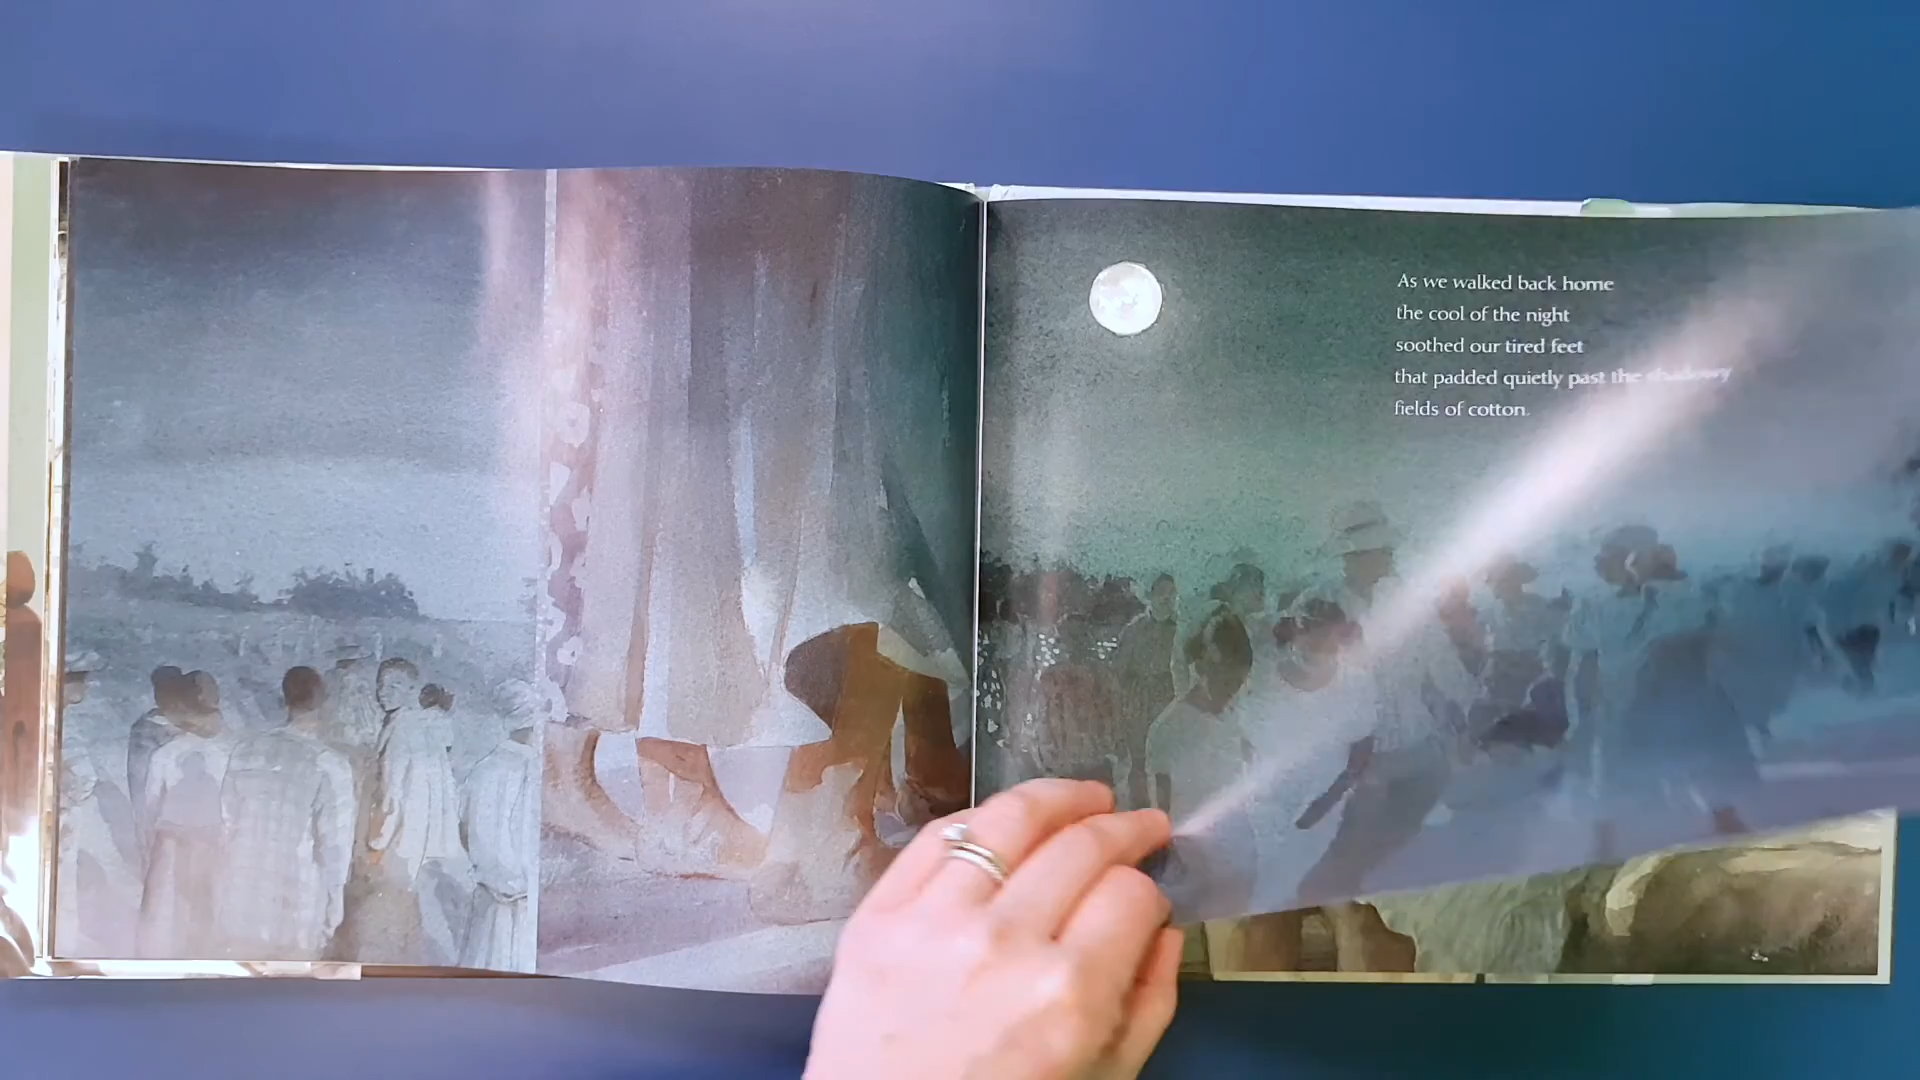 As we walked back home
the cool of the night
soothed our tired feet
that padded quietly past the shadowy
fields of cotton.